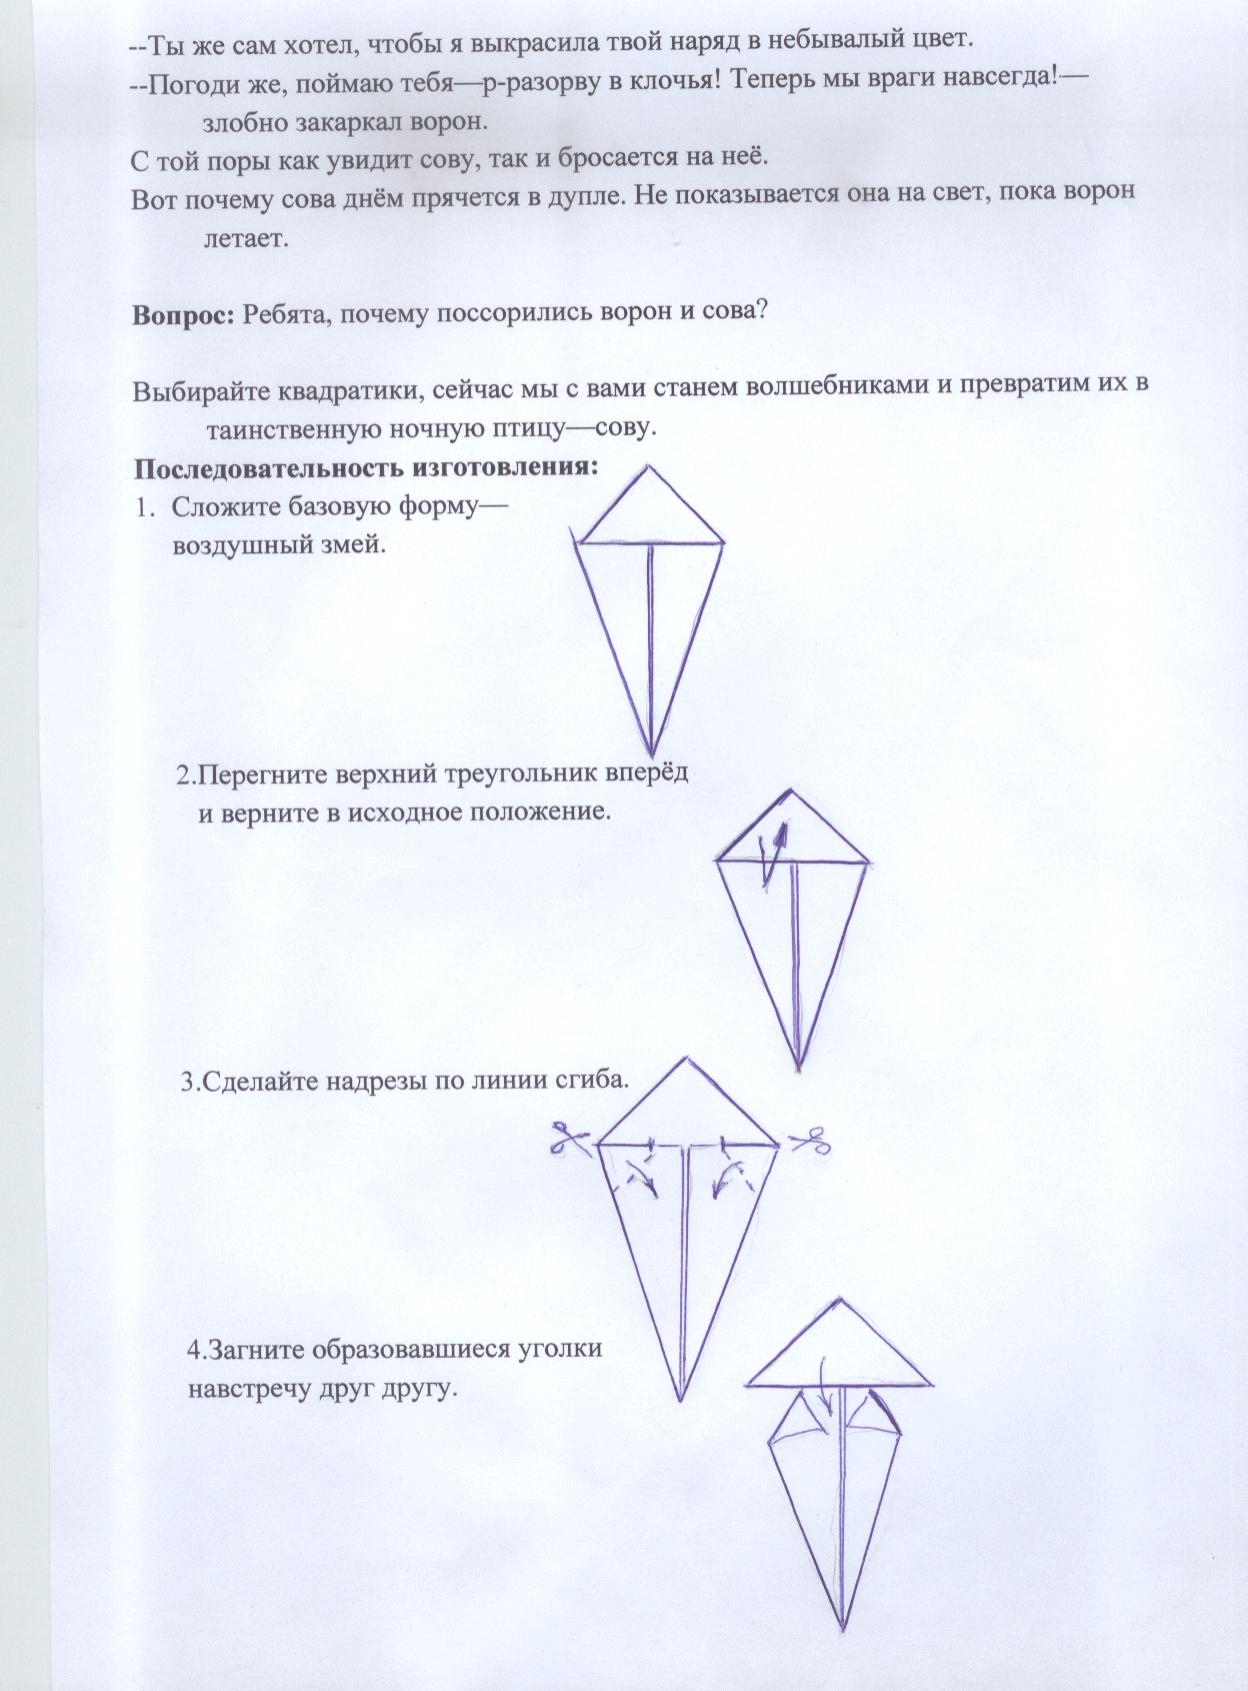 --Ты же сам хотел, чтобы я выкрасила твой наряд в небывалый цвет.
--Погоди же, поймаю тебя—р-разорву в клочья! Теперь мы враги навсегда!—
злобно закаркал ворон.
С той поры как увидит сову, так и бросается на неё.
Вот почему сова днём прячется в дупле. Не показывается она на свет, пока ворон
летает.
Вопрос: Ребята, почему поссорились ворон и сова?
Выбирайте квадратики, сейчас мы с вами станем волшебниками и превратим их в
таинственную ночную птицу—сову.
Последовательность изготовления:
1. Сложите базовую форму—
воздушный змей.
2.Перегните верхний треугольник вперёд
и верните в исходное положение.
3.Сделайте надрезы по линии сгиба.
4.Загните образовавшиеся уголки
навстречу друг другу.